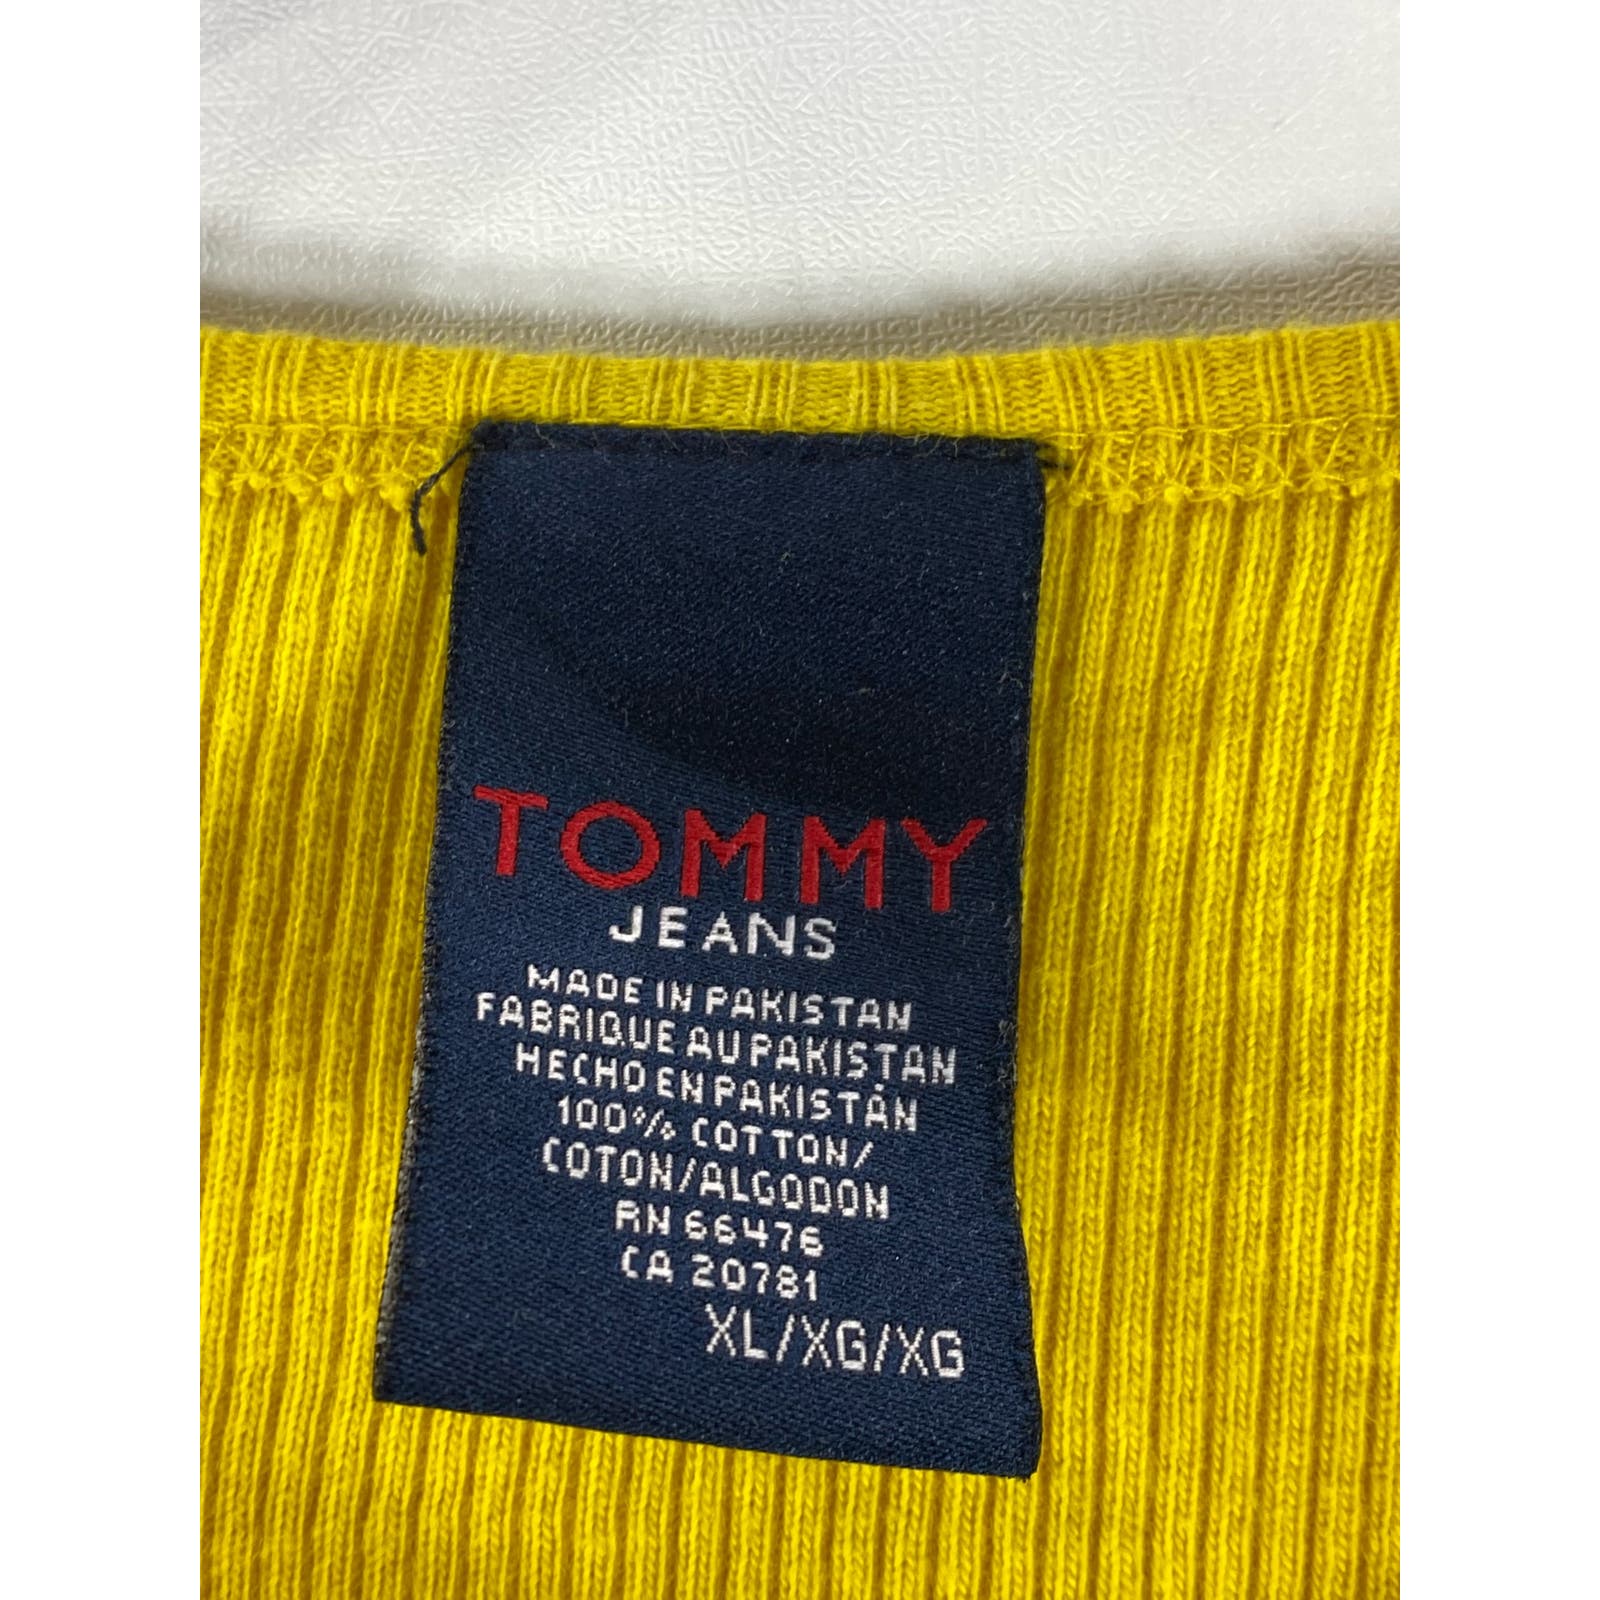 TOMMY
JEANS
MADE IN PAKISTAN
FABRIQUE AU PAKISTAN
HECHO EN PAKISTÁN
100% COTTON/
COTON/ALGODON
RN 66476
CA 20781
XL/XG/XG